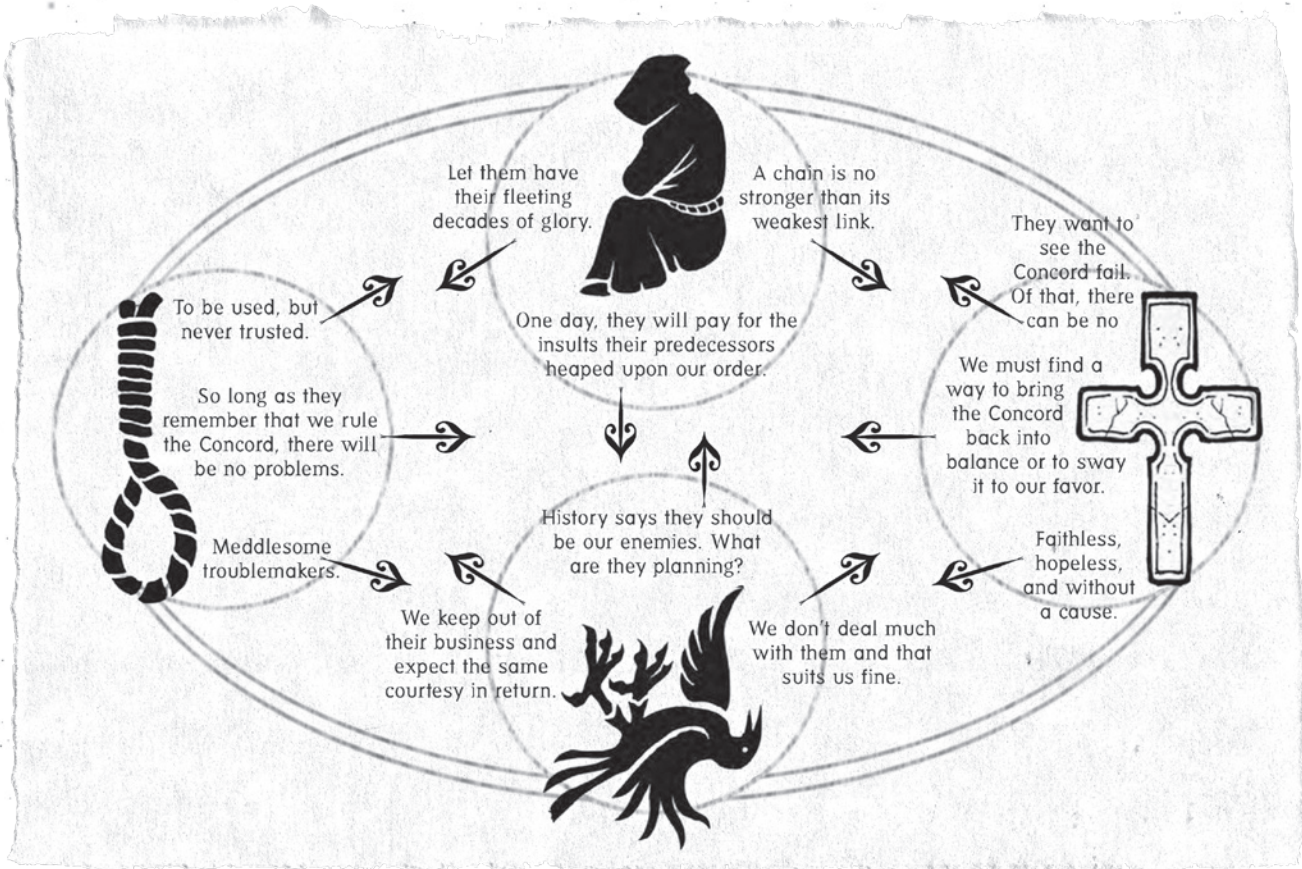 Let them have
their fleeting
decades of glory.
A chain is no
stronger than its
weakest link.
One day, they will pay for the
insults their predecessors
heaped upon our order.
To be used, but
never trusted.
So long as they
remember that we rule
the Concord, there will
be no problems.
Meddlesome
troublemakers.
They want to
see the
Concord fail.
Of that, there
can be no
We must find a
way to bring
the Concord
back into
balance or to sway
it to our favor.
Faithless,
hopeless,
and without
a cause.
History says they should
be our enemies. What
are they planning?
We keep out of
their business and
expect the same
courtesy in return.
We don't deal much
with them and that
suits us fine.